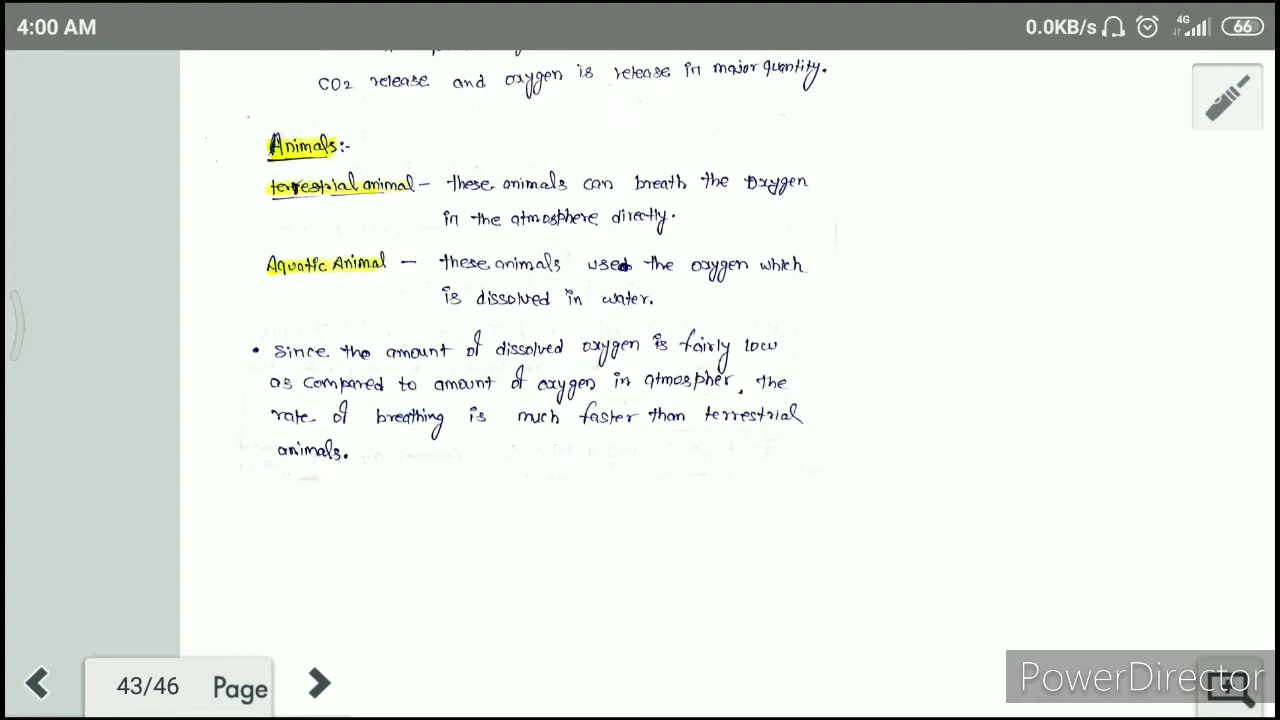 4:00 AM
0.0KB/s 4G 66
CO2 release and oxygen is release in major quantity.
Animals:-
terrestrial animal - these animals can breath the Oxygen
in the atmosphere directly.
Aquatic Animal - these animals used the oxygen which
is dissolved in water.
• Since the amount of dissolved oxygen is fairly low
as compared to amount of oxygen in atmospher, the
rate of breathing is much faster than terrestrial
animals.
43/46 Page
PowerDirector